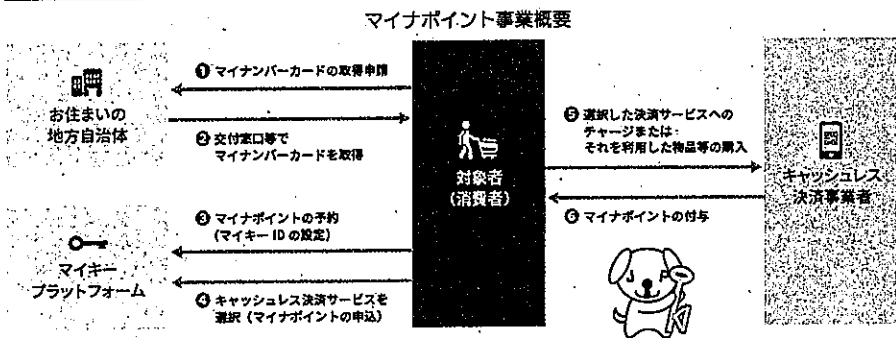 マイナポイント事業概要
お住まいの
地方自治体
❶ マイナンバーカードの取得申請
❷ 交付窓口等で
マイナンバーカードを取得
マイキー
プラットフォーム
❸ マイナポイントの予約
(マイキー ID の設定)
❹ キャッシュレス決済サービスを
選択 (マイナポイントの申込)
対象者
(消費者)
❺ 選択した決済サービスへの
チャージまたは
それを利用した物品等の購入
❻ マイナポイントの付与
キャッシュレス
決済事業者